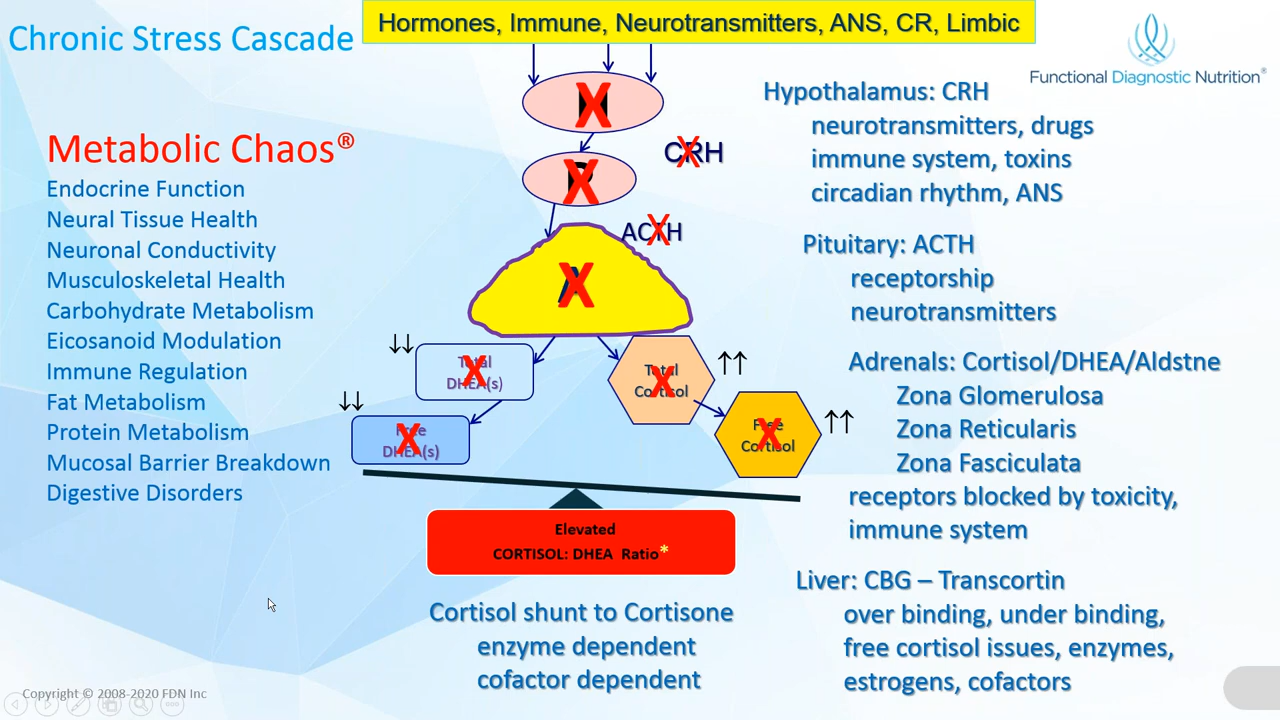 Chronic Stress Cascade
Hormones, Immune, Neurotransmitters, ANS, CR, Limbic
Functional Diagnostic Nutrition®
Metabolic Chaos®
Endocrine Function
Neural Tissue Health
Neuronal Conductivity
Musculoskeletal Health
Carbohydrate Metabolism
Eicosanoid Modulation
Immune Regulation
Fat Metabolism
Protein Metabolism
Mucosal Barrier Breakdown
Digestive Disorders
X
X
CRH
X
P
X
ACTH
X
A
X
↓↓
Total
DHEA(s)
X
↓↓
Free
DHEA(s)
X
Total
Cortisol
X
↑↑
Free
Cortisol
X
↑↑
Elevated
CORTISOL: DHEA Ratio*
Cortisol shunt to Cortisone
enzyme dependent
cofactor dependent
Hypothalamus: CRH
neurotransmitters, drugs
immune system, toxins
circadian rhythm, ANS
Pituitary: ACTH
receptorship
neurotransmitters
Adrenals: Cortisol/DHEA/Aldstne
Zona Glomerulosa
Zona Reticularis
Zona Fasciculata
receptors blocked by toxicity,
immune system
Liver: CBG – Transcortin
over binding, under binding,
free cortisol issues, enzymes,
estrogens, cofactors
Copyright © 2008-2020 FDN Inc